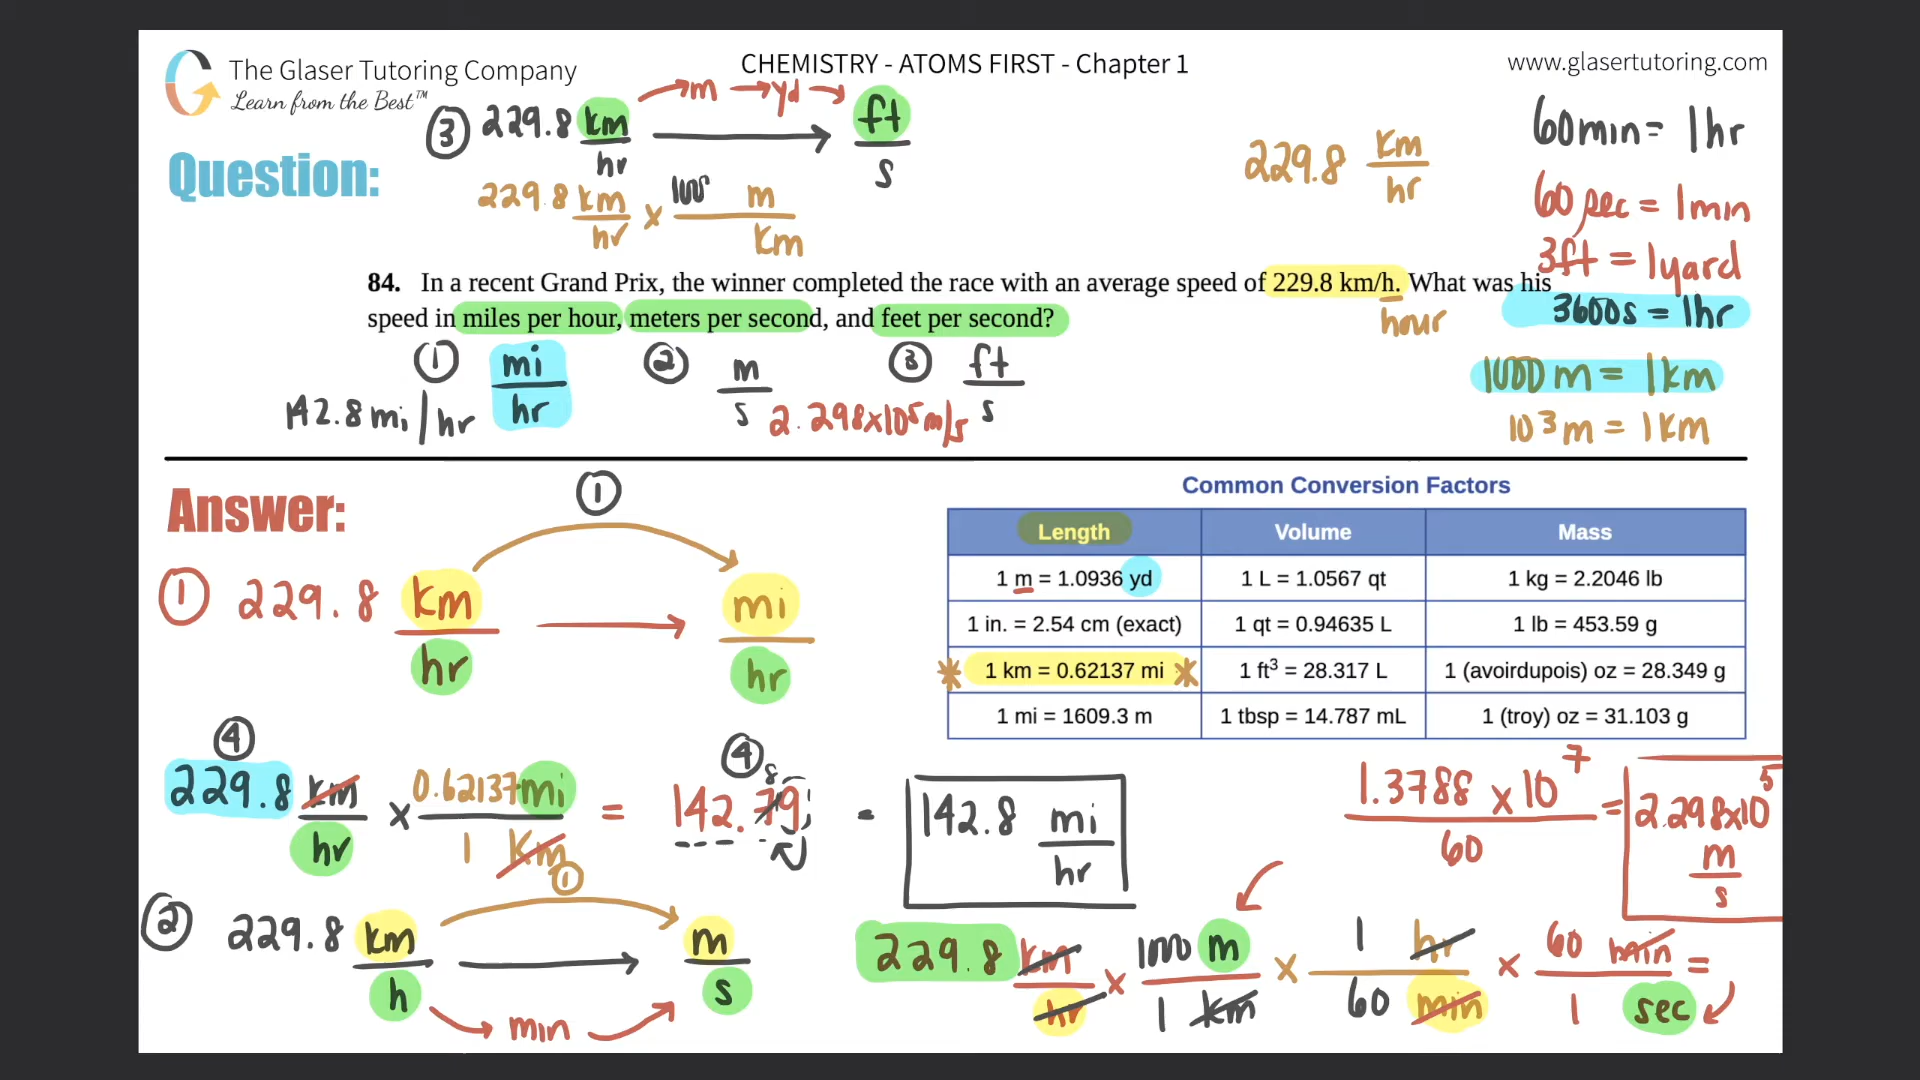 The Glaser Tutoring Company
Learn from the Best™
CHEMISTRY - ATOMS FIRST - Chapter 1
www.glasertutoring.com
③ 229.8 km/hr → m → yd → ft/s
229.8 km/hr x 1000 m/km
229.8 km/hr
60min = 1hr
60 sec = 1min
3ft = 1yard
3600s = 1hr
1000 m = 1km
10³m = 1km
Question:
84. In a recent Grand Prix, the winner completed the race with an average speed of 229.8 km/h. What was his
speed in miles per hour, meters per second, and feet per second?
hour
① mi/hr ② m/s ③ ft/s
142.8 mi/hr
2.298x10⁵m/s
Answer:
①
① 229.8 km/hr → mi/hr
④ ④
229.8 km/hr x 0.62137mi/1 km = 142.79 8 = 142.8 mi/hr
①
② 229.8 km/h → m/s
min
Common Conversion Factors
Length Volume Mass
1 m = 1.0936 yd 1 L = 1.0567 qt 1 kg = 2.2046 lb
1 in. = 2.54 cm (exact) 1 qt = 0.94635 L 1 lb = 453.59 g
1 km = 0.62137 mi 1 ft³ = 28.317 L 1 (avoirdupois) oz = 28.349 g
1 mi = 1609.3 m 1 tbsp = 14.787 mL 1 (troy) oz = 31.103 g
1.3788 x 10⁷/60 = 2.298x10⁵ m/s
229.8 km/hr x 1000 m/1 km x 1 hr/60 min x 60 min/1 sec =